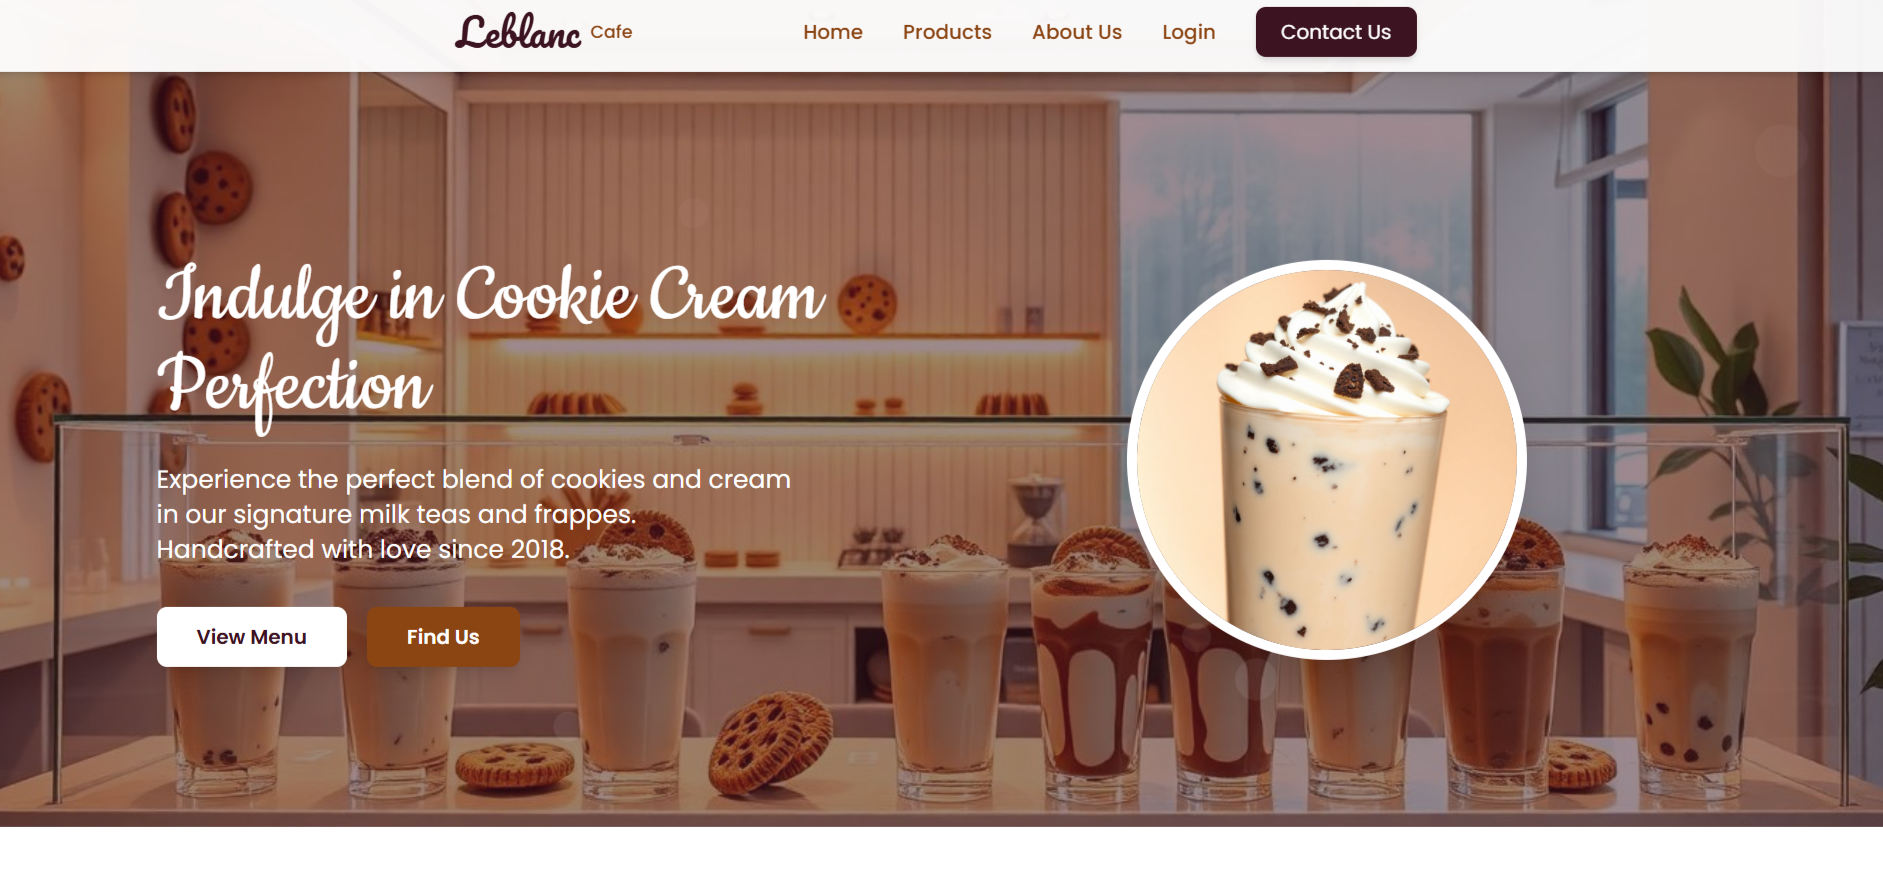 Leblanc Cafe Home Products About Us Login Contact Us
Indulge in Cookie Cream
Perfection
Experience the perfect blend of cookies and cream
in our signature milk teas and frappes.
Handcrafted with love since 2018.
View Menu Find Us